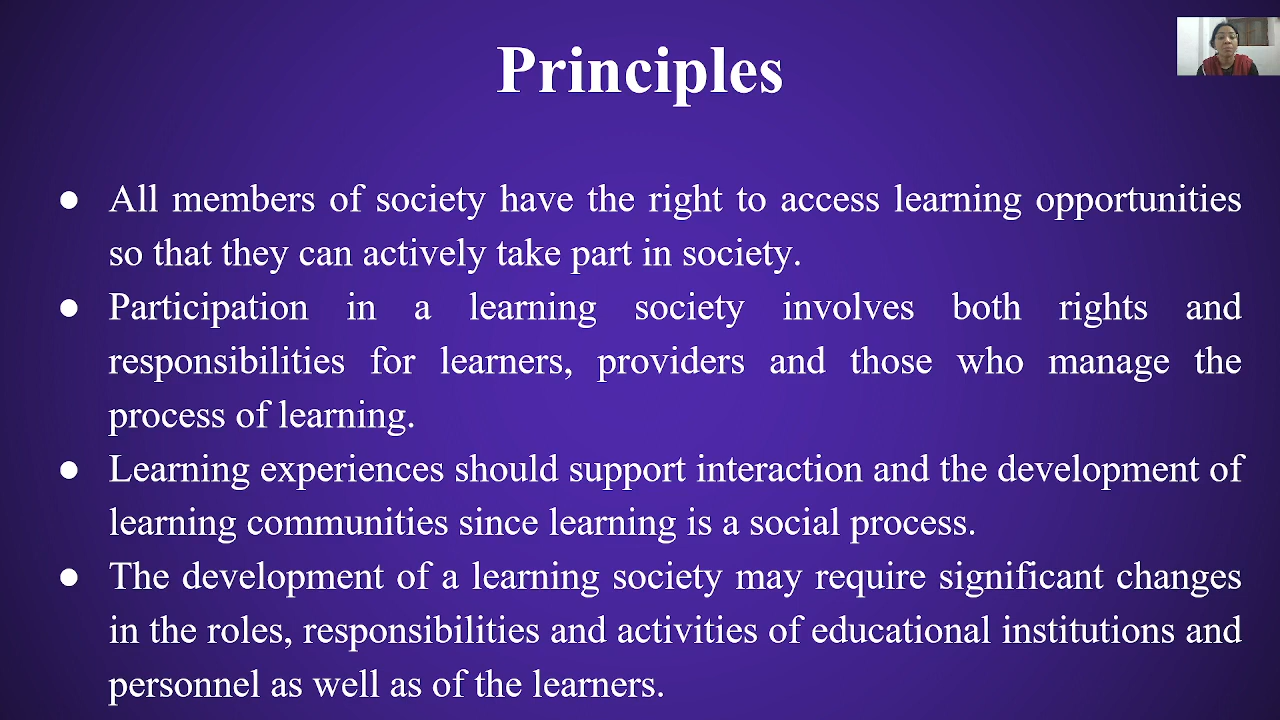 Principles
● All members of society have the right to access learning opportunities
so that they can actively take part in society.
● Participation in a learning society involves both rights and
responsibilities for learners, providers and those who manage the
process of learning.
● Learning experiences should support interaction and the development of
learning communities since learning is a social process.
● The development of a learning society may require significant changes
in the roles, responsibilities and activities of educational institutions and
personnel as well as of the learners.